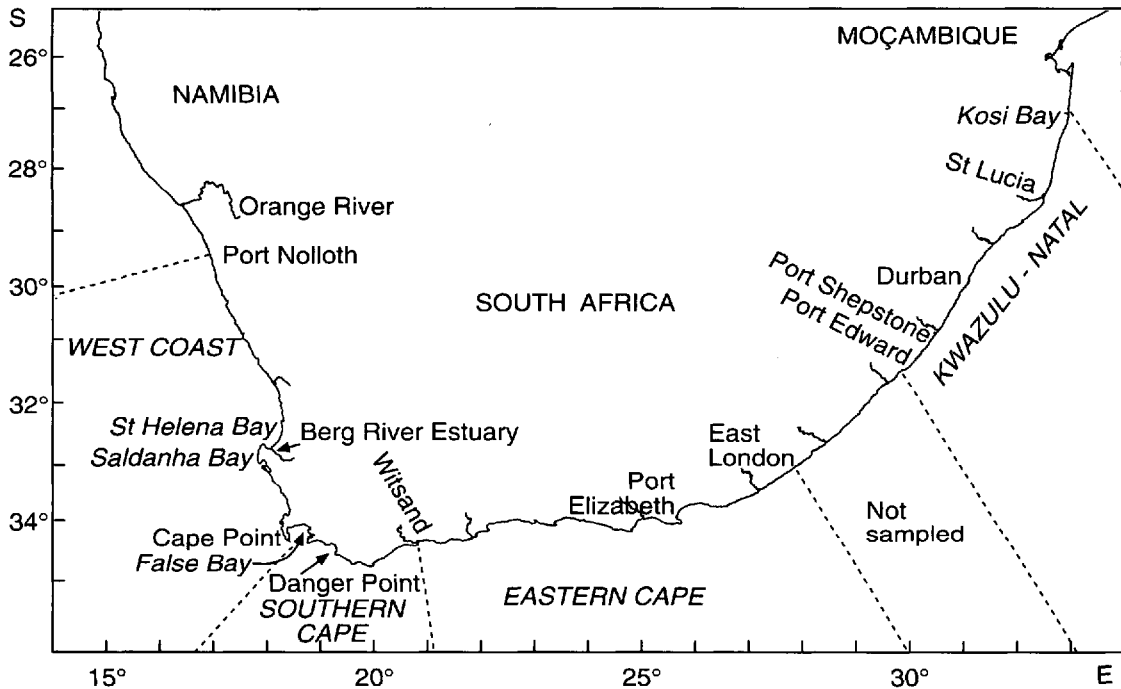 S
26°
28°
30°
32°
34°
NAMIBIA
MOÇAMBIQUE
Kosi Bay
St Lucia
Orange River
Port Nolloth
SOUTH AFRICA
Durban
Port Shepstone
Port Edward
KWAZULU - NATAL
WEST COAST
St Helena Bay
Berg River Estuary
Saldanha Bay
Witsand
East
London
Port
Elizabeth
Not
sampled
Cape Point
False Bay
Danger Point
SOUTHERN
CAPE
EASTERN CAPE
15°
20°
25°
30°
E